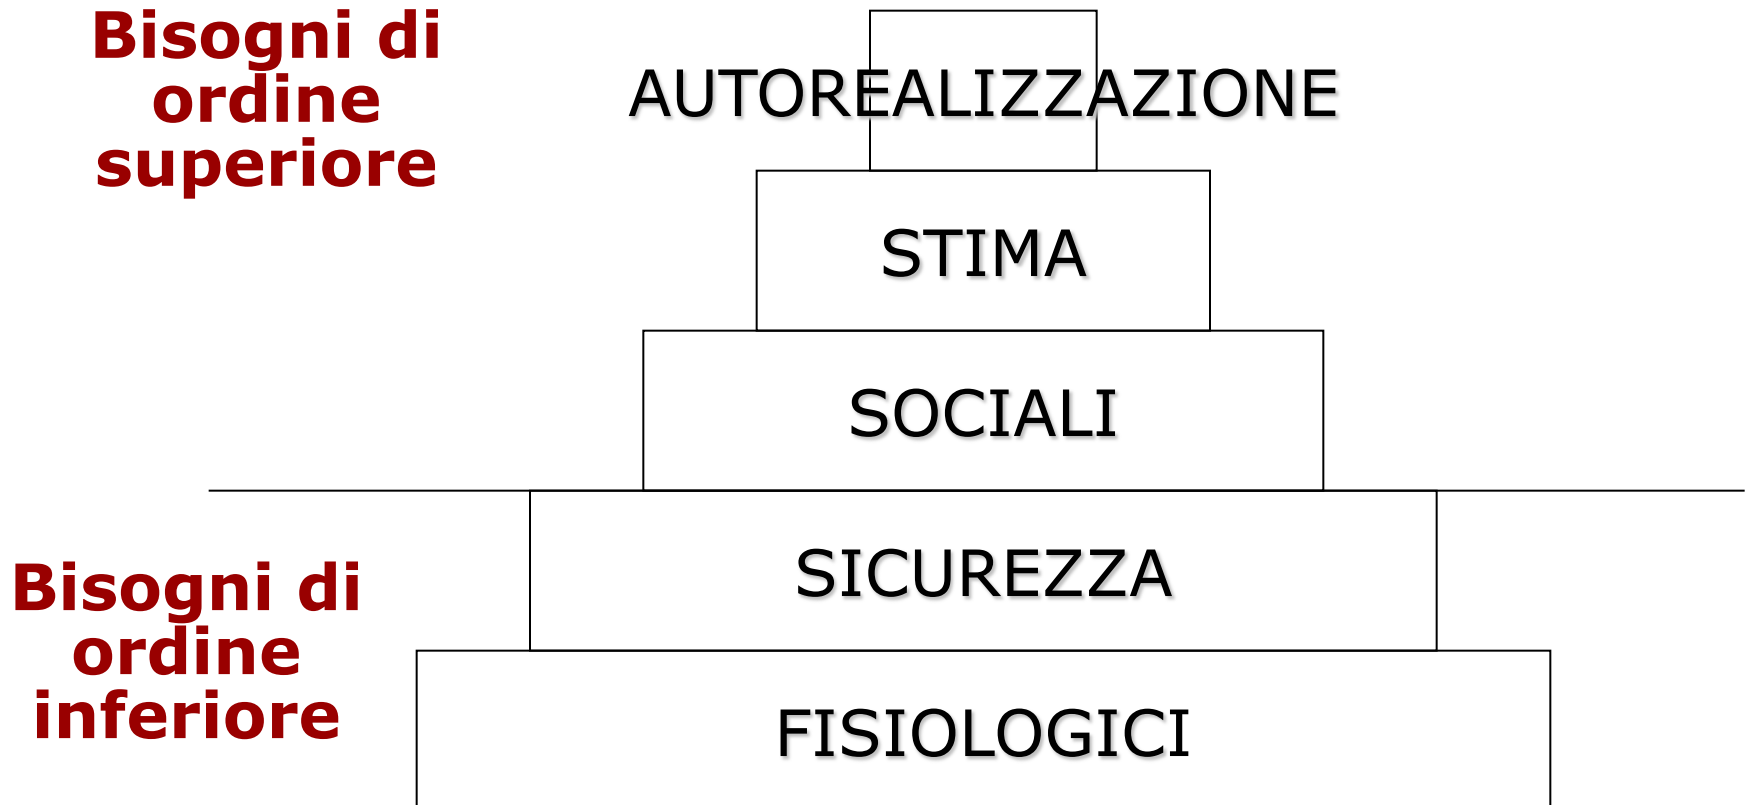 Bisogni di
ordine
superiore
AUTOREALIZZAZIONE
STIMA
SOCIALI
SICUREZZA
Bisogni di
ordine
inferiore
FISIOLOGICI